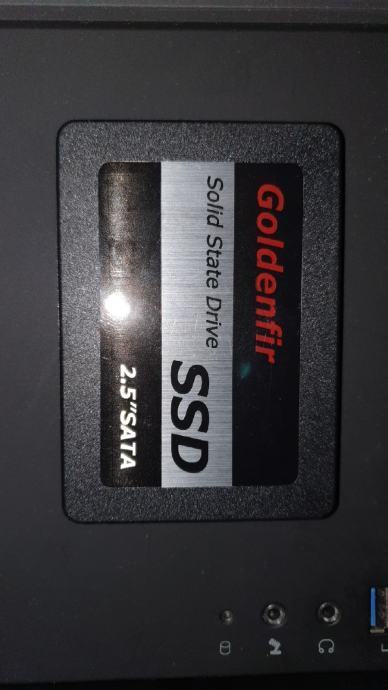 Goldenfir
Solid State Drive
SSD
2.5"SATA